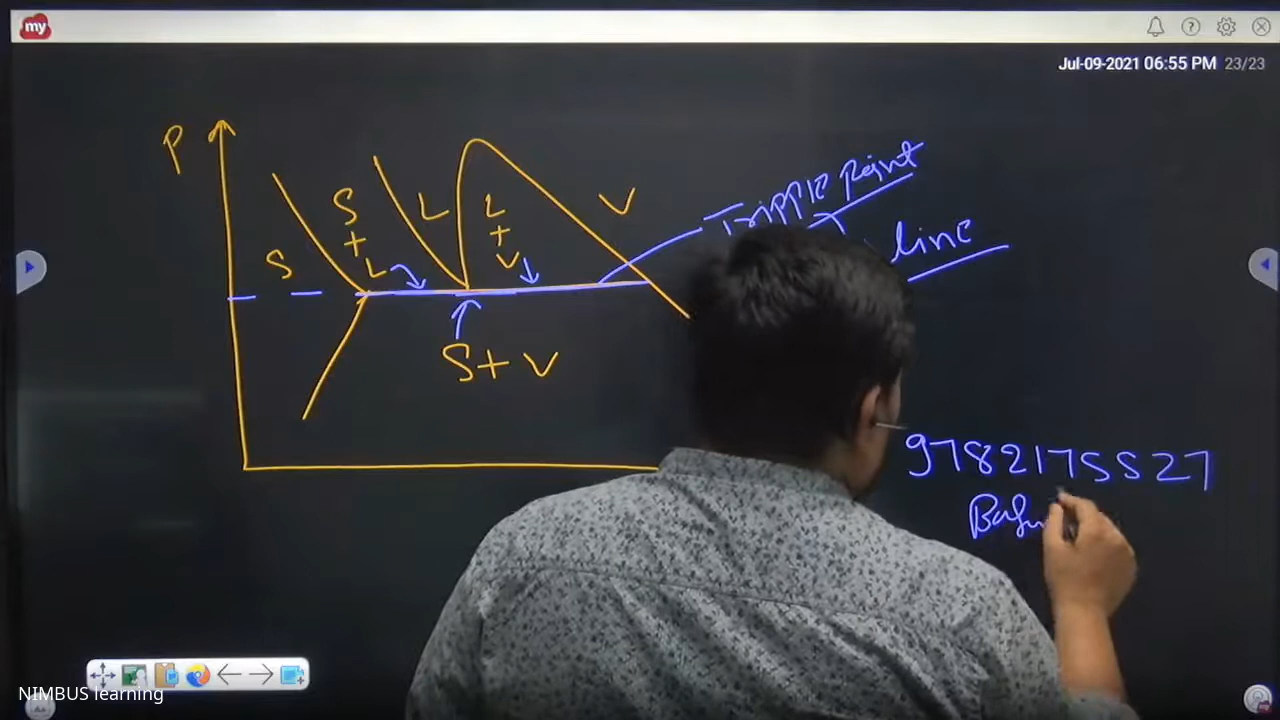 my
Jul-09-2021 06:55 PM 23/23
P
S
S
+
L
L
L
+
V
V
Tripple Point
line
S + V
9782175527
NIMBUS learning